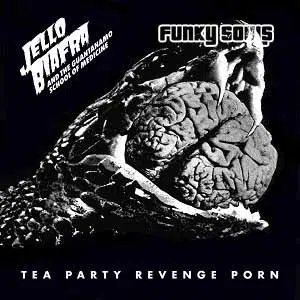 JELLO
BIAFRA
AND THE GUANTANAMO
SCHOOL OF MEDICINE
FUNKY SOULS
TEA PARTY REVENGE PORN